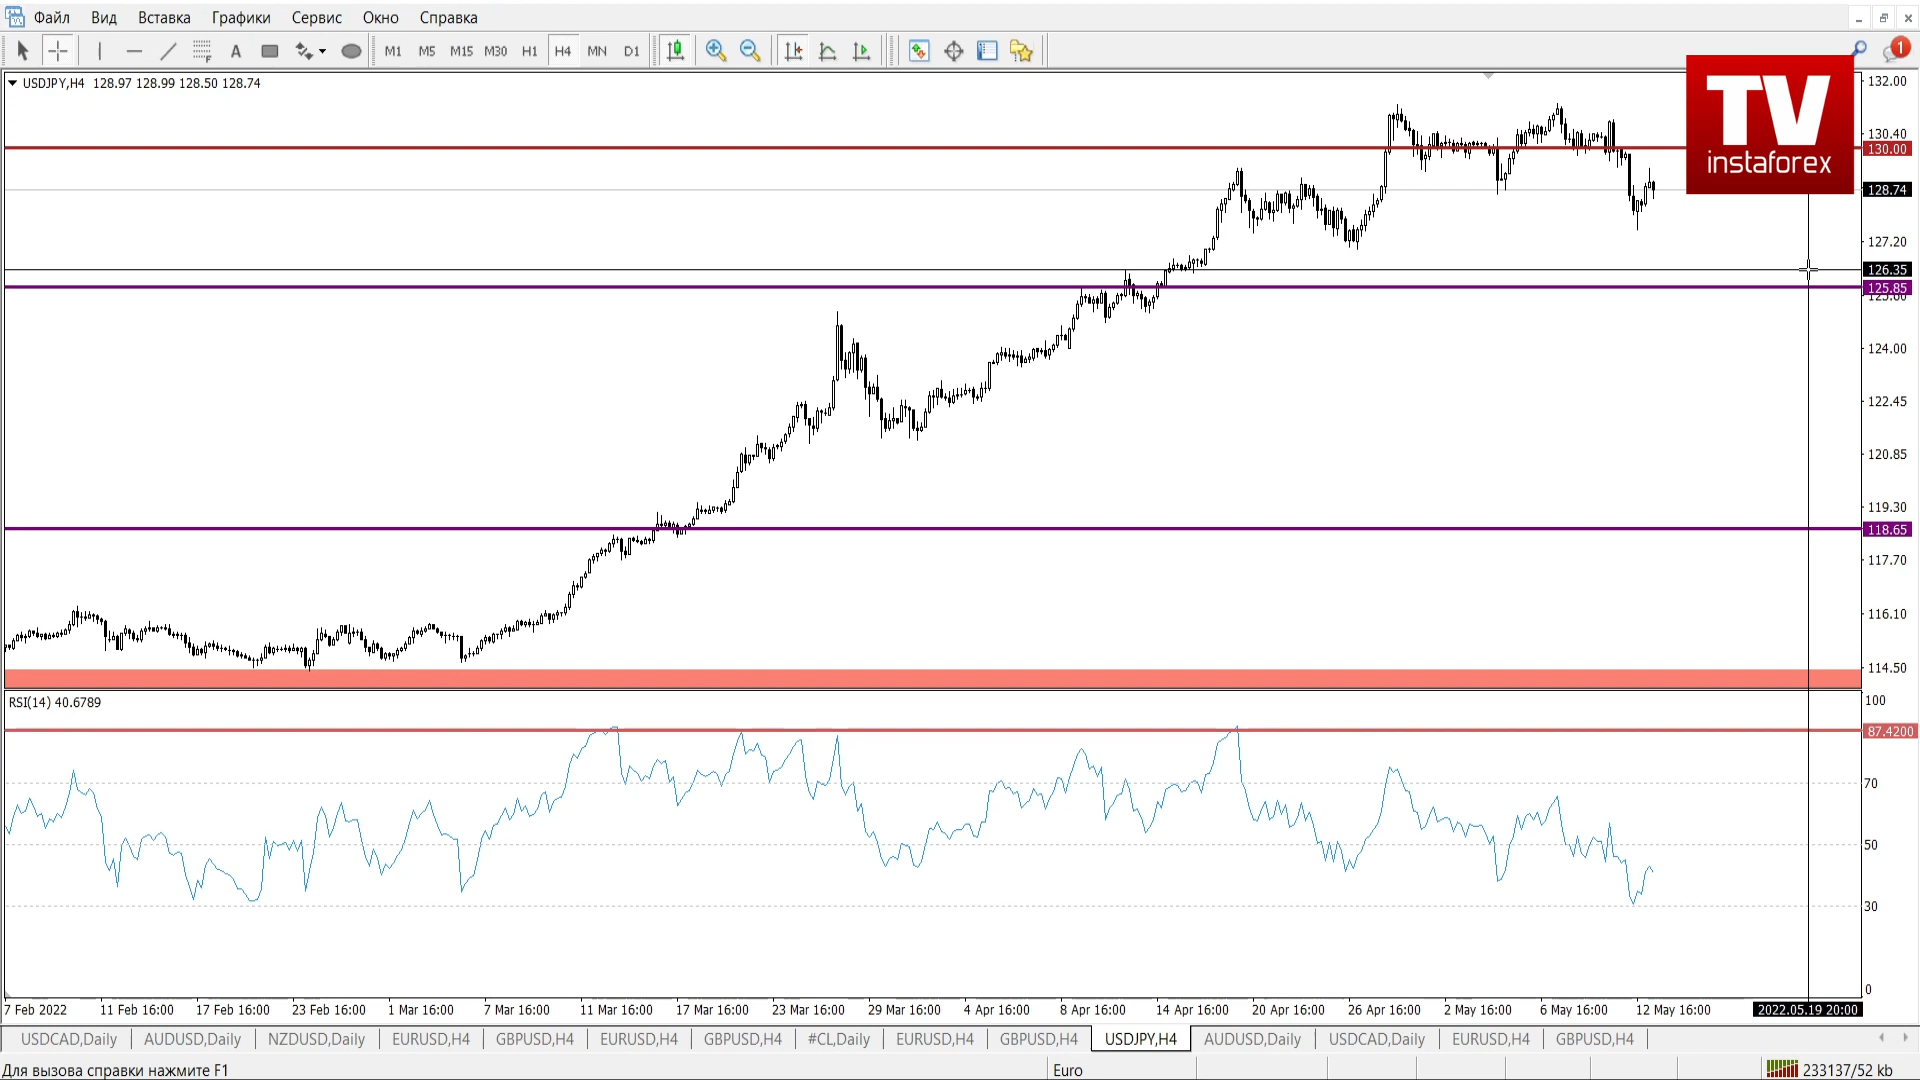 Файл Вид Вставка Графики Сервис Окно Справка
A F M1 M5 M15 M30 H1 H4 MN D1 1
USDJPY,H4 128.97 128.99 128.50 128.74
TV
instaforex
132.00
130.40
130.00
128.74
127.20
126.35
125.85
124.00
122.45
120.85
119.30
118.65
117.70
116.10
114.50
RSI(14) 40.6789
100
87.4200
70
50
30
0
7 Feb 2022 11 Feb 16:00 17 Feb 16:00 23 Feb 16:00 1 Mar 16:00 7 Mar 16:00 11 Mar 16:00 17 Mar 16:00 23 Mar 16:00 29 Mar 16:00 4 Apr 16:00 8 Apr 16:00 14 Apr 16:00 20 Apr 16:00 26 Apr 16:00 2 May 16:00 6 May 16:00 12 May 16:00 2022.05.19 20:00
USDCAD,Daily AUDUSD,Daily NZDUSD,Daily EURUSD,H4 GBPUSD,H4 EURUSD,H4 GBPUSD,H4 #CL,Daily EURUSD,H4 GBPUSD,H4 USDJPY,H4 AUDUSD,Daily USDCAD,Daily EURUSD,H4 GBPUSD,H4
Для вызова справки нажмите F1 Euro 233137/52 kb